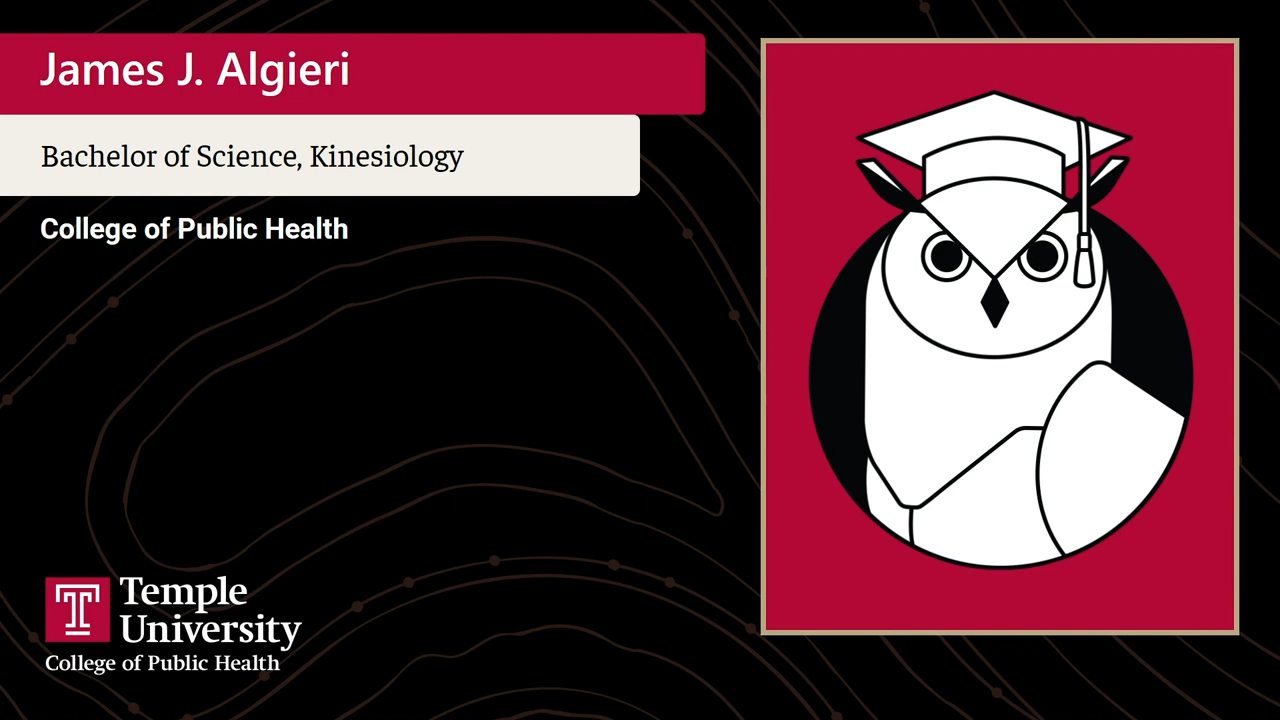 James J. Algieri
Bachelor of Science, Kinesiology
College of Public Health
Temple
University
College of Public Health